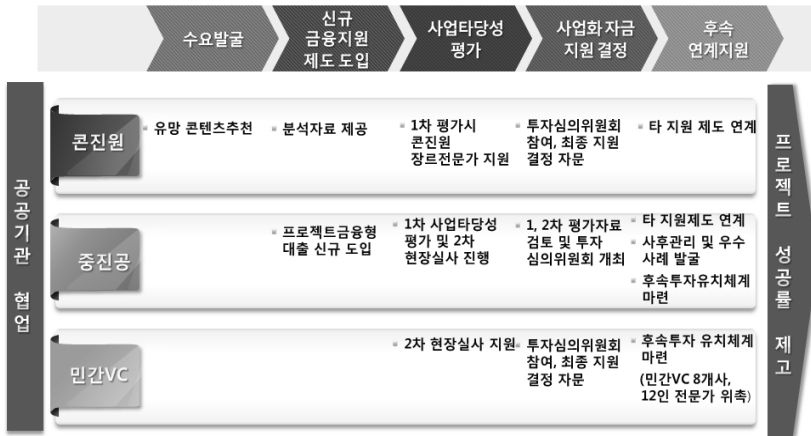 수요발굴
신규
금융지원
제도 도입
사업타당성
평가
사업화 자금
지원 결정
후속
연계지원
공공기관 협업
콘진원
유망 콘텐츠추천
분석자료 제공
1차 평가시
콘진원
장르전문가 지원
투자심의위원회
참여, 최종 지원
결정 자문
타 지원 제도 연계
중진공
프로젝트금융형
대출 신규 도입
1차 사업타당성
평가 및 2차
현장실사 진행
1, 2차 평가자료
검토 및 투자
심의위원회 개최
타 지원제도 연계
사후관리 및 우수
사례 발굴
후속투자유치체계
마련
민간VC
2차 현장실사 지원
투자심의위원회
참여, 최종 지원
결정 자문
후속투자 유치체계
마련
(민간VC 8개사,
12인 전문가 위촉)
프로젝트 성공률 제고